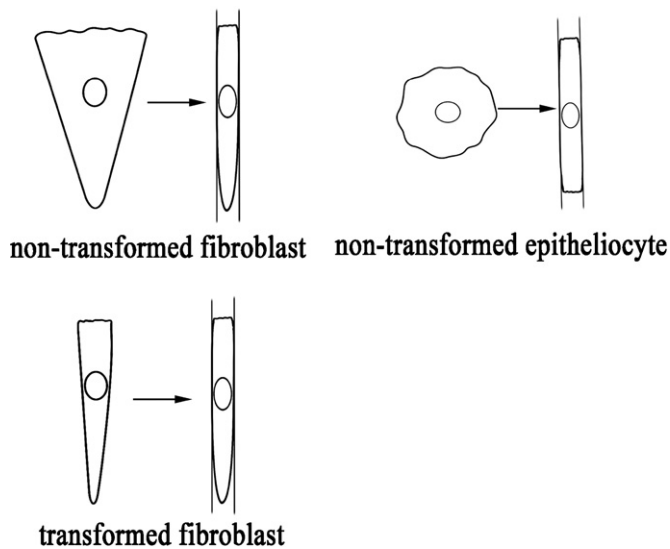 non-transformed fibroblast
non-transformed epitheliocyte
transformed fibroblast